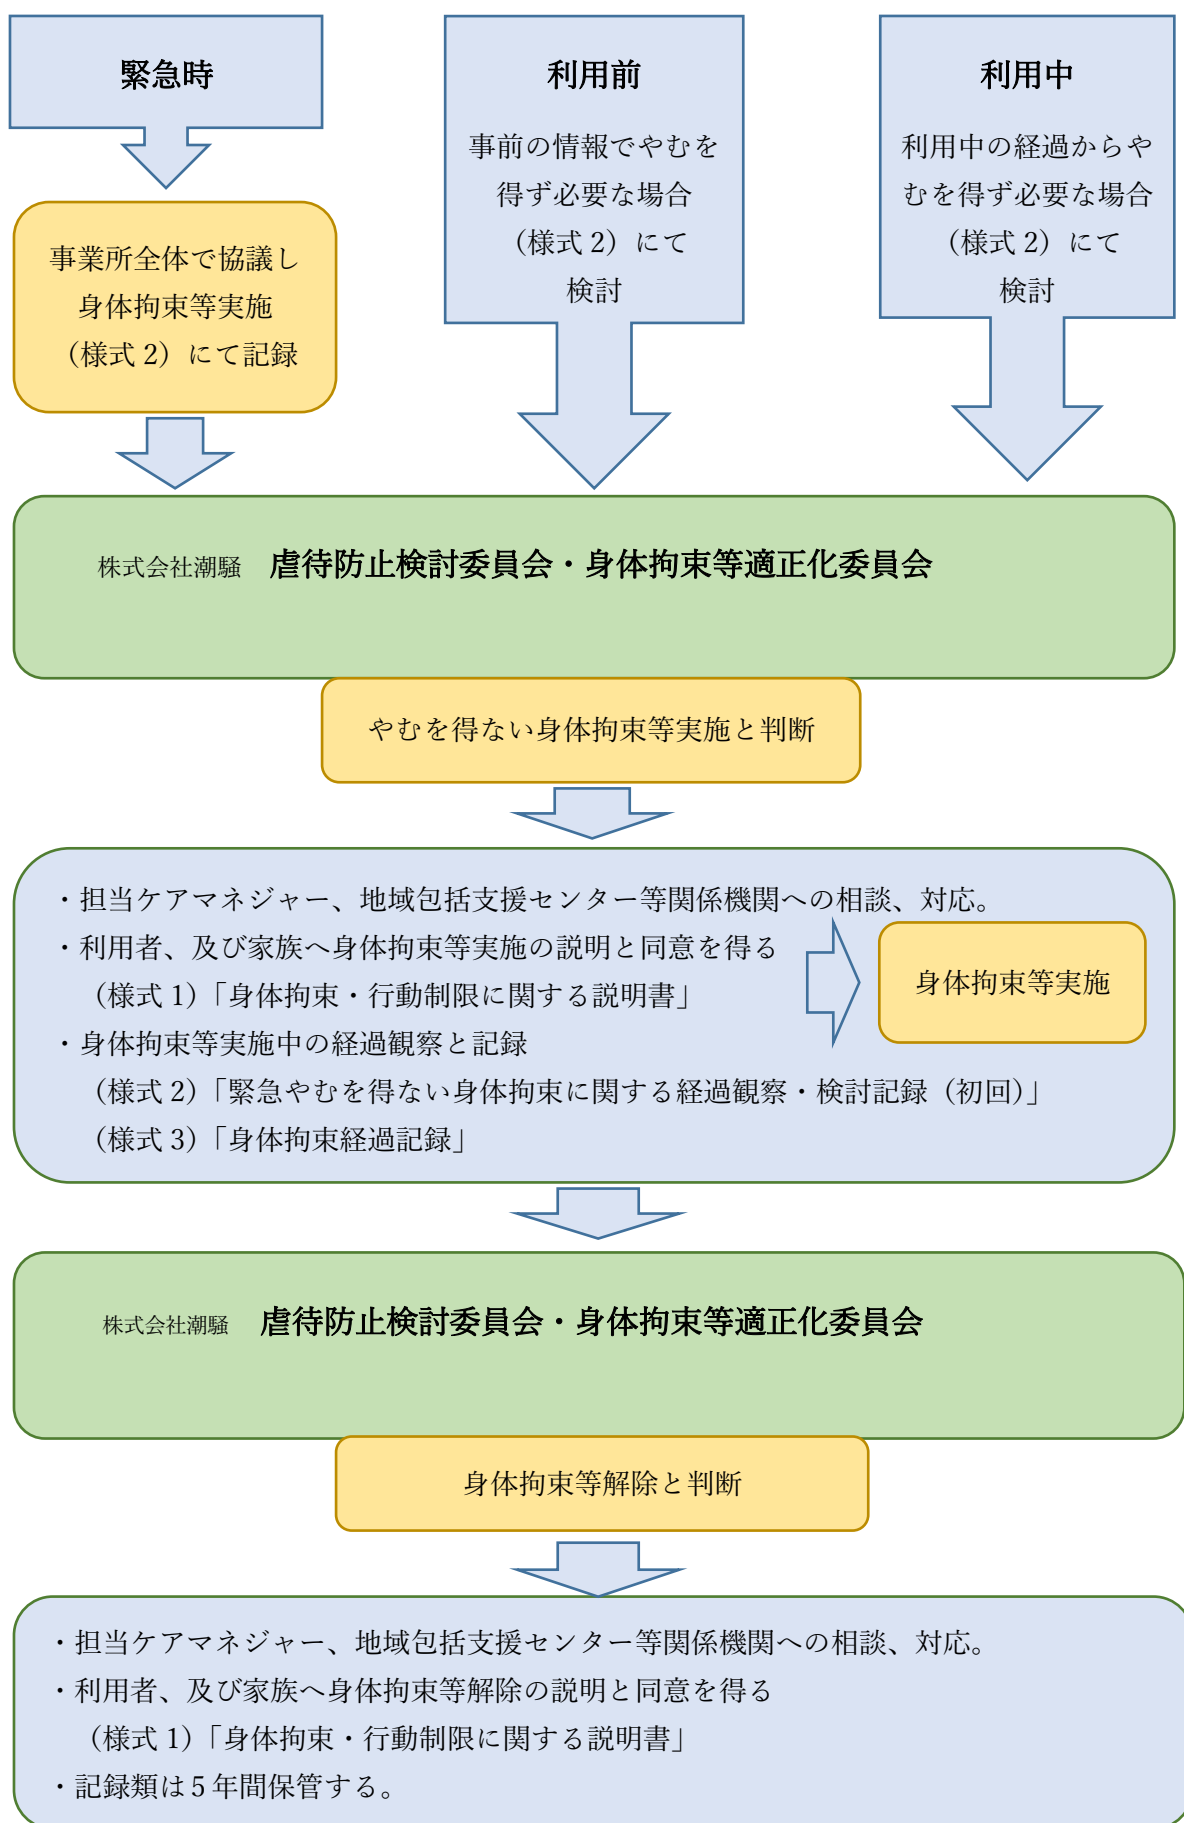 緊急時
事業所全体で協議し
身体拘束等実施
（様式 2）にて記録
利用前
事前の情報でやむを
得ず必要な場合
（様式 2）にて
検討
利用中
利用中の経過からや
むを得ず必要な場合
（様式 2）にて
検討
株式会社潮騒 虐待防止検討委員会・身体拘束等適正化委員会
やむを得ない身体拘束等実施と判断
・担当ケアマネジャー、地域包括支援センター等関係機関への相談、対応。
・利用者、及び家族へ身体拘束等実施の説明と同意を得る
（様式 1）「身体拘束・行動制限に関する説明書」
身体拘束等実施
・身体拘束等実施中の経過観察と記録
（様式 2）「緊急やむを得ない身体拘束に関する経過観察・検討記録（初回）」
（様式 3）「身体拘束経過記録」
株式会社潮騒 虐待防止検討委員会・身体拘束等適正化委員会
身体拘束等解除と判断
・担当ケアマネジャー、地域包括支援センター等関係機関への相談、対応。
・利用者、及び家族へ身体拘束等解除の説明と同意を得る
（様式 1）「身体拘束・行動制限に関する説明書」
・記録類は 5 年間保管する。